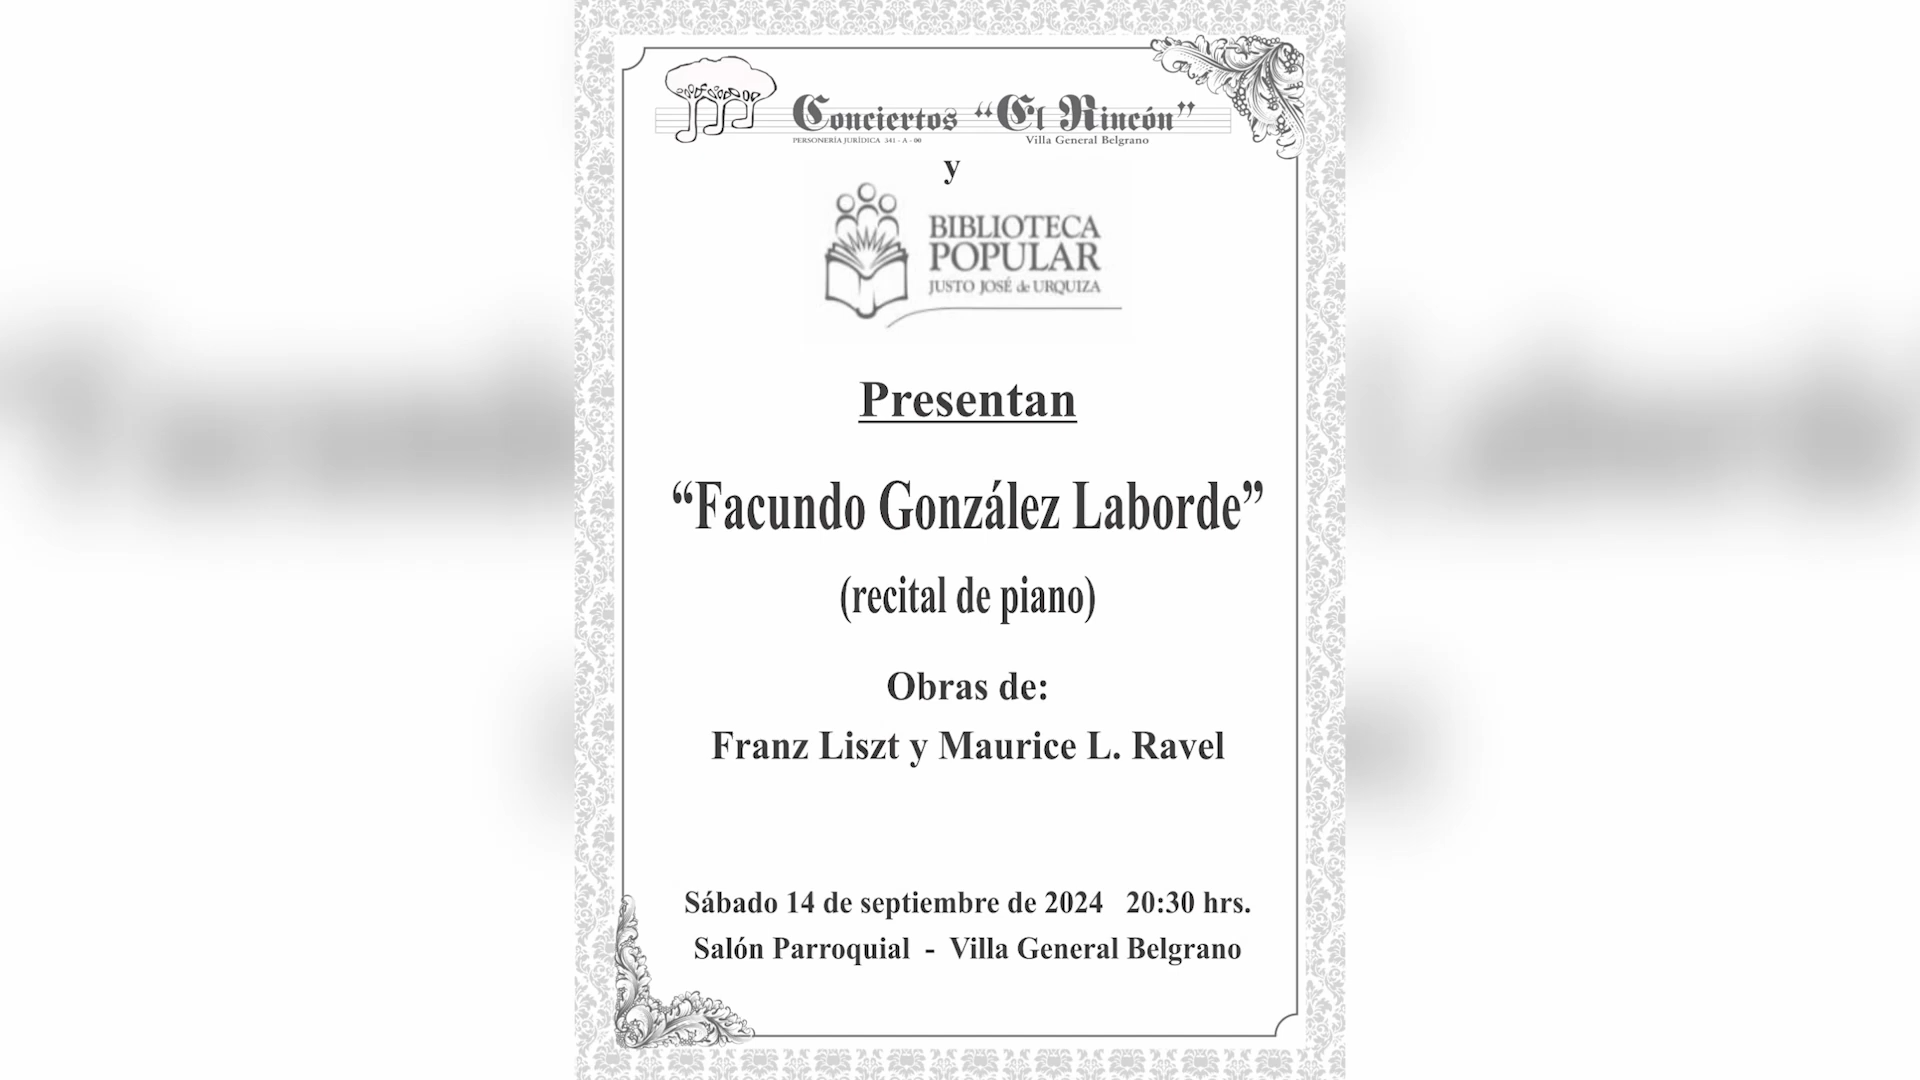 Conciertos “El Rincón”
PERSONERÍA JURÍDICA 341 - A - 00
Villa General Belgrano
y
BIBLIOTECA
POPULAR
JUSTO JOSÉ de URQUIZA
Presentan
“Facundo González Laborde”
(recital de piano)
Obras de:
Franz Liszt y Maurice L. Ravel
Sábado 14 de septiembre de 2024 20:30 hrs.
Salón Parroquial - Villa General Belgrano